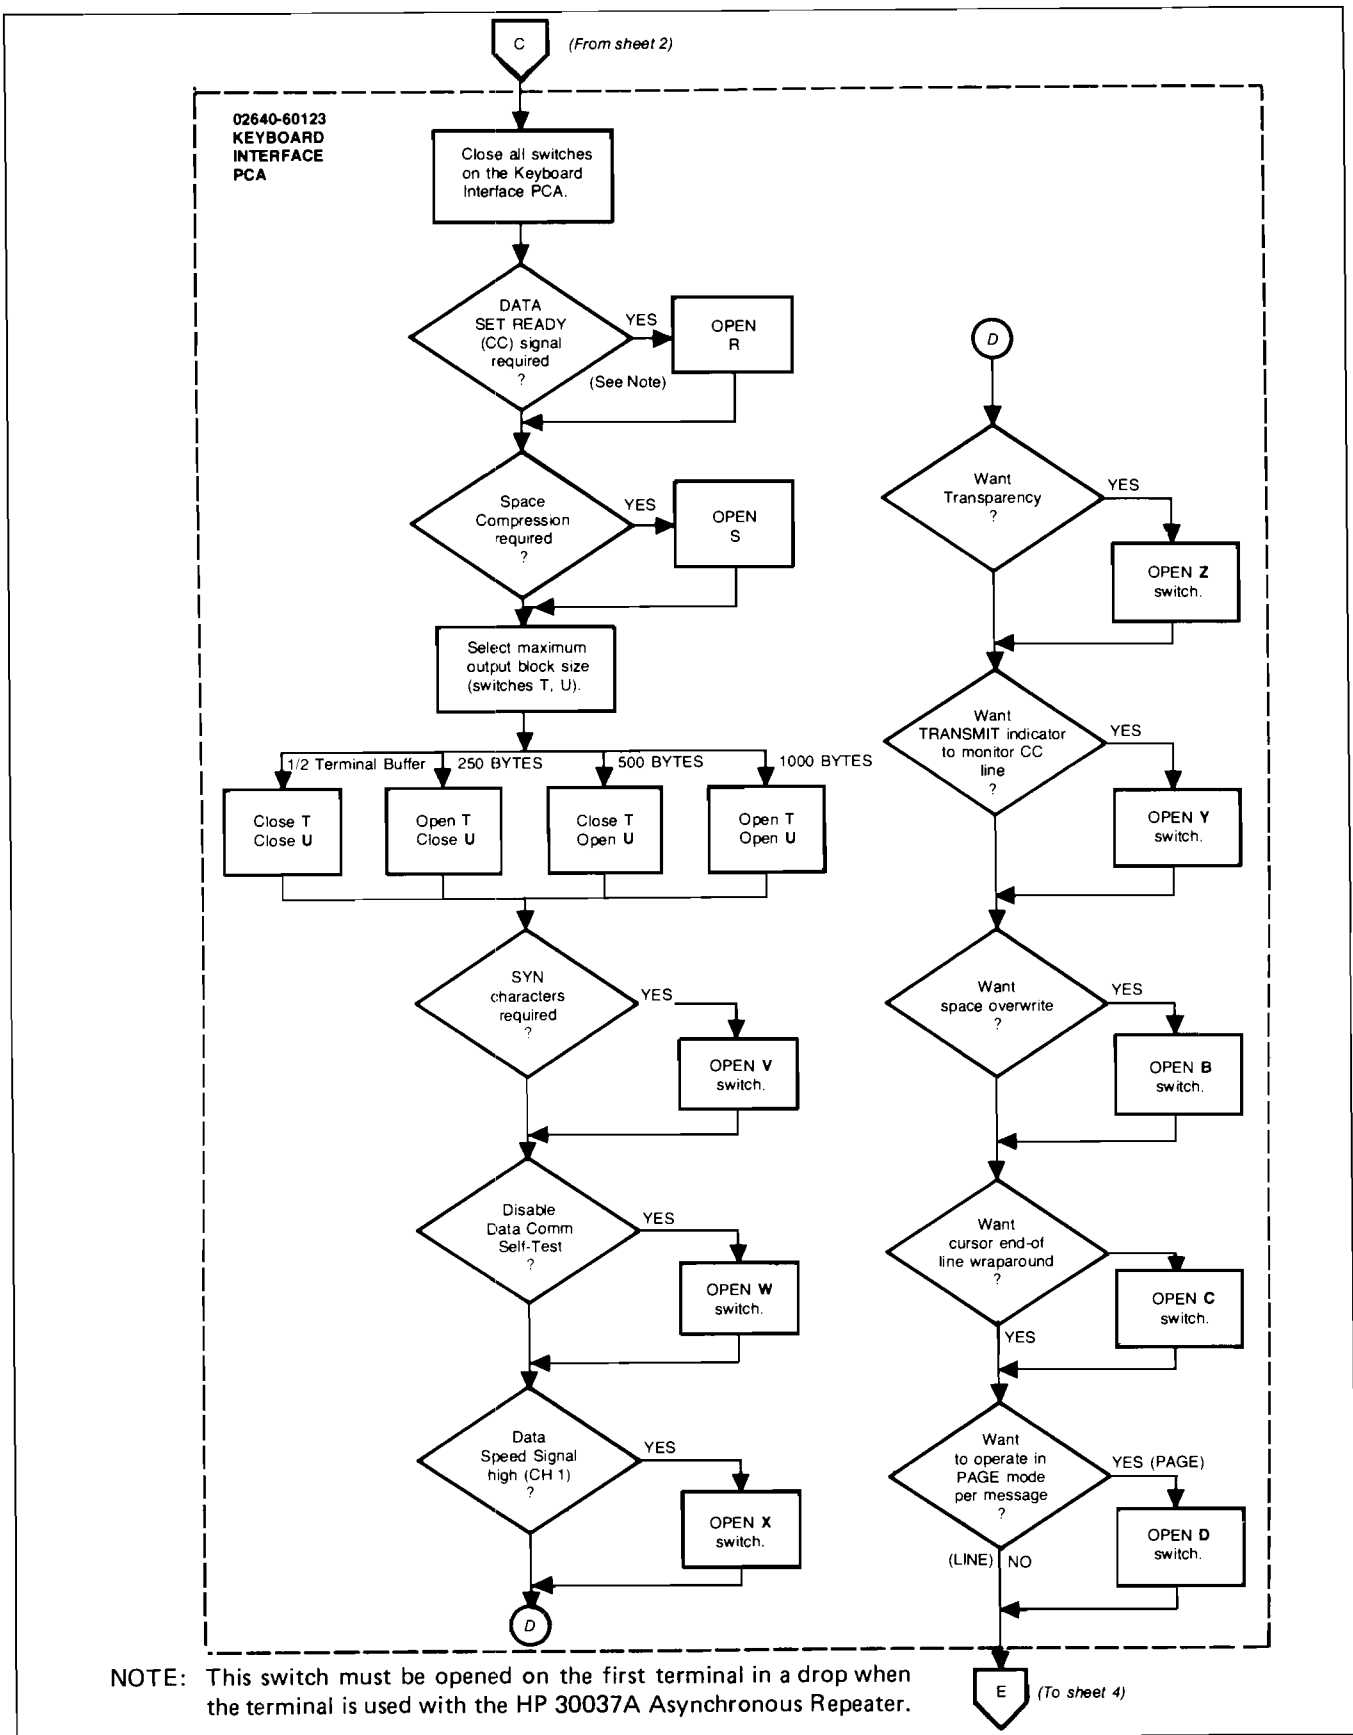 C
(From sheet 2)
02640-60123
KEYBOARD
INTERFACE
PCA
Close all switches
on the Keyboard
Interface PCA.
DATA
SET READY
(CC) signal
required
?
YES
(See Note)
OPEN
R
Space
Compression
required
?
YES
OPEN
S
Select maximum
output block size
(switches T, U).
1/2 Terminal Buffer
250 BYTES
500 BYTES
1000 BYTES
Close T
Close U
Open T
Close U
Close T
Open U
Open T
Open U
SYN
characters
required
?
YES
OPEN V
switch.
Disable
Data Comm
Self-Test
?
YES
OPEN W
switch.
Data
Speed Signal
high (CH 1)
?
YES
OPEN X
switch.
D
D
Want
Transparency
?
YES
OPEN Z
switch.
Want
TRANSMIT indicator
to monitor CC
line
?
YES
OPEN Y
switch.
Want
space overwrite
?
YES
OPEN B
switch.
Want
cursor end-of
line wraparound
?
YES
OPEN C
switch.
Want
to operate in
PAGE mode
per message
?
YES (PAGE)
OPEN D
switch.
(LINE) NO
E
(To sheet 4)
NOTE: This switch must be opened on the first terminal in a drop when
the terminal is used with the HP 30037A Asynchronous Repeater.